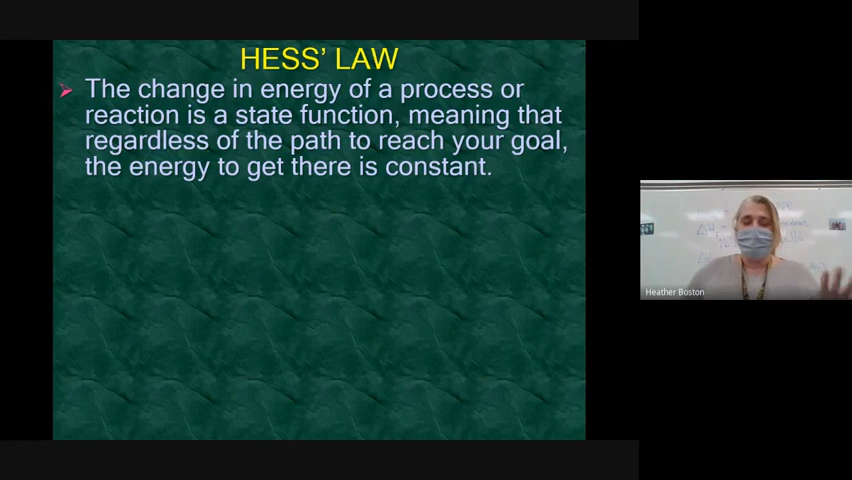 HESS’ LAW
The change in energy of a process or
reaction is a state function, meaning that
regardless of the path to reach your goal,
the energy to get there is constant.
Heather Boston